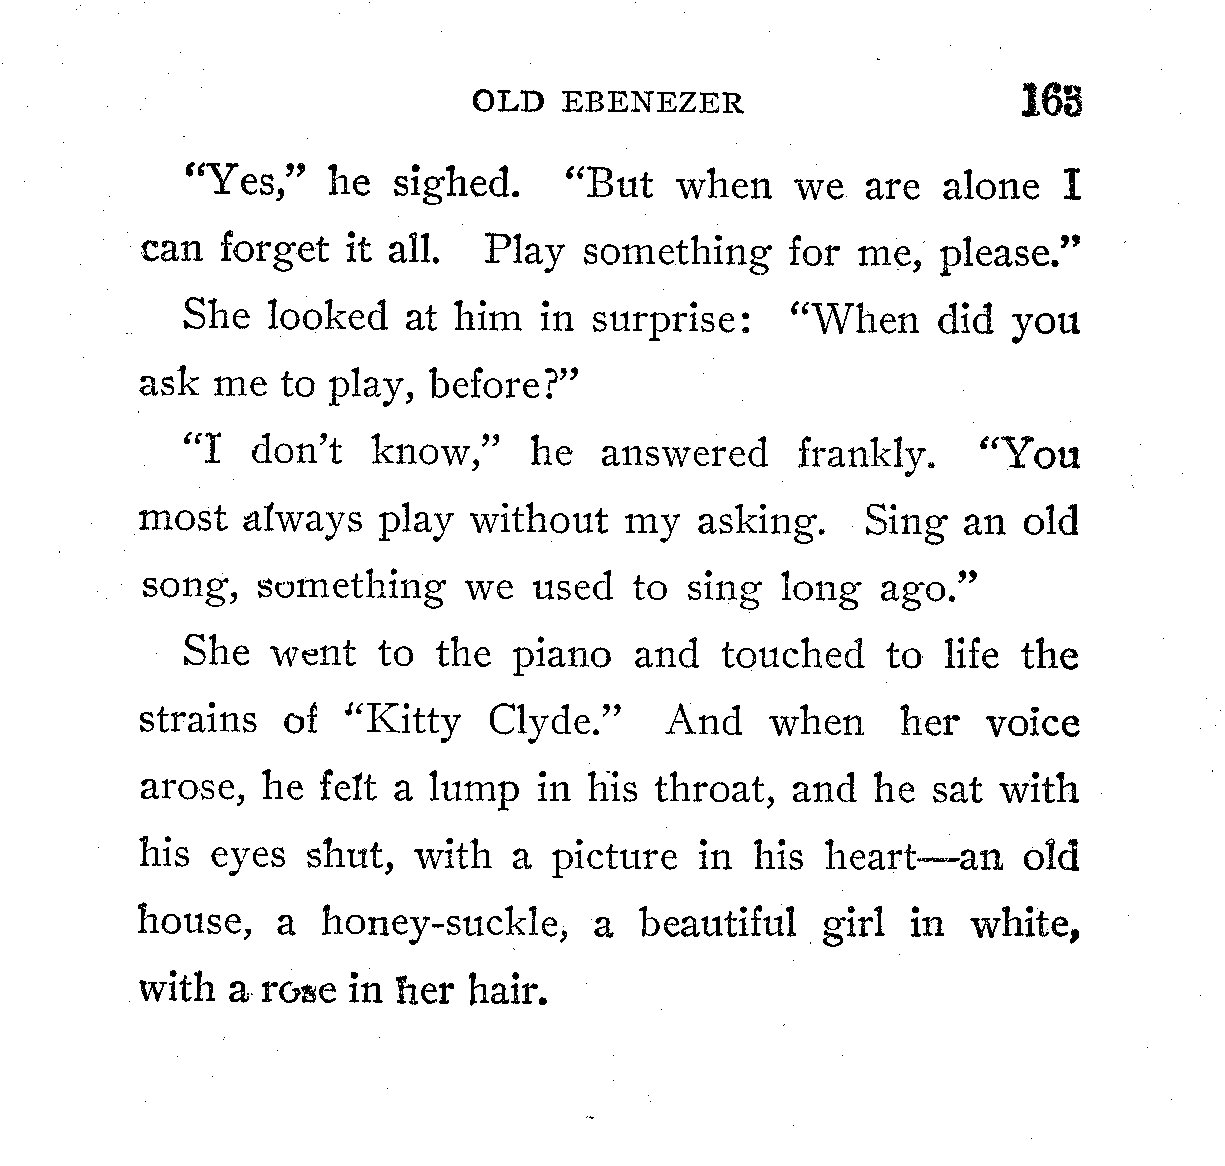 OLD EBENEZER 163
“Yes,” he sighed. “But when we are alone I
can forget it all. Play something for me, please.”
She looked at him in surprise: “When did you
ask me to play, before?”
“I don’t know,” he answered frankly. “You
most always play without my asking. Sing an old
song, something we used to sing long ago.”
She went to the piano and touched to life the
strains of “Kitty Clyde.” And when her voice
arose, he felt a lump in his throat, and he sat with
his eyes shut, with a picture in his heart—an old
house, a honey-suckle, a beautiful girl in white,
with a rose in her hair.